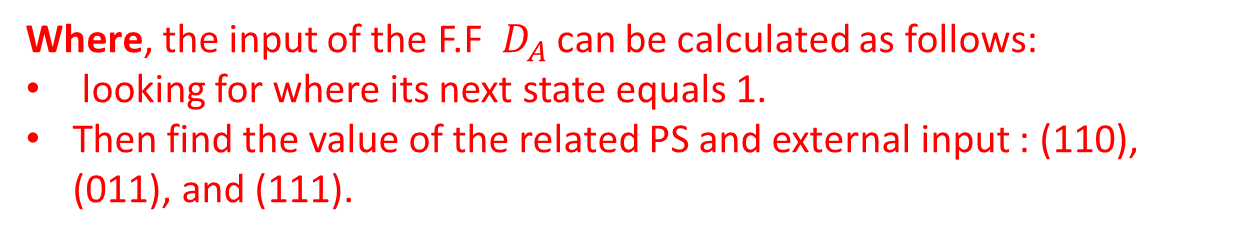 Where, the input of the F.F D_A can be calculated as follows:
• looking for where its next state equals 1.
• Then find the value of the related PS and external input : (110),
(011), and (111).